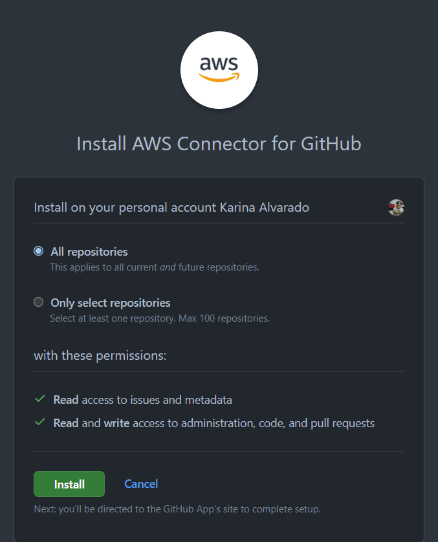 aws
Install AWS Connector for GitHub
Install on your personal account Karina Alvarado
All repositories
This applies to all current and future repositories.
Only select repositories
Select at least one repository. Max 100 repositories.
with these permissions:
Read access to issues and metadata
Read and write access to administration, code, and pull requests
Install Cancel
Next: you'll be directed to the GitHub App's site to complete setup.